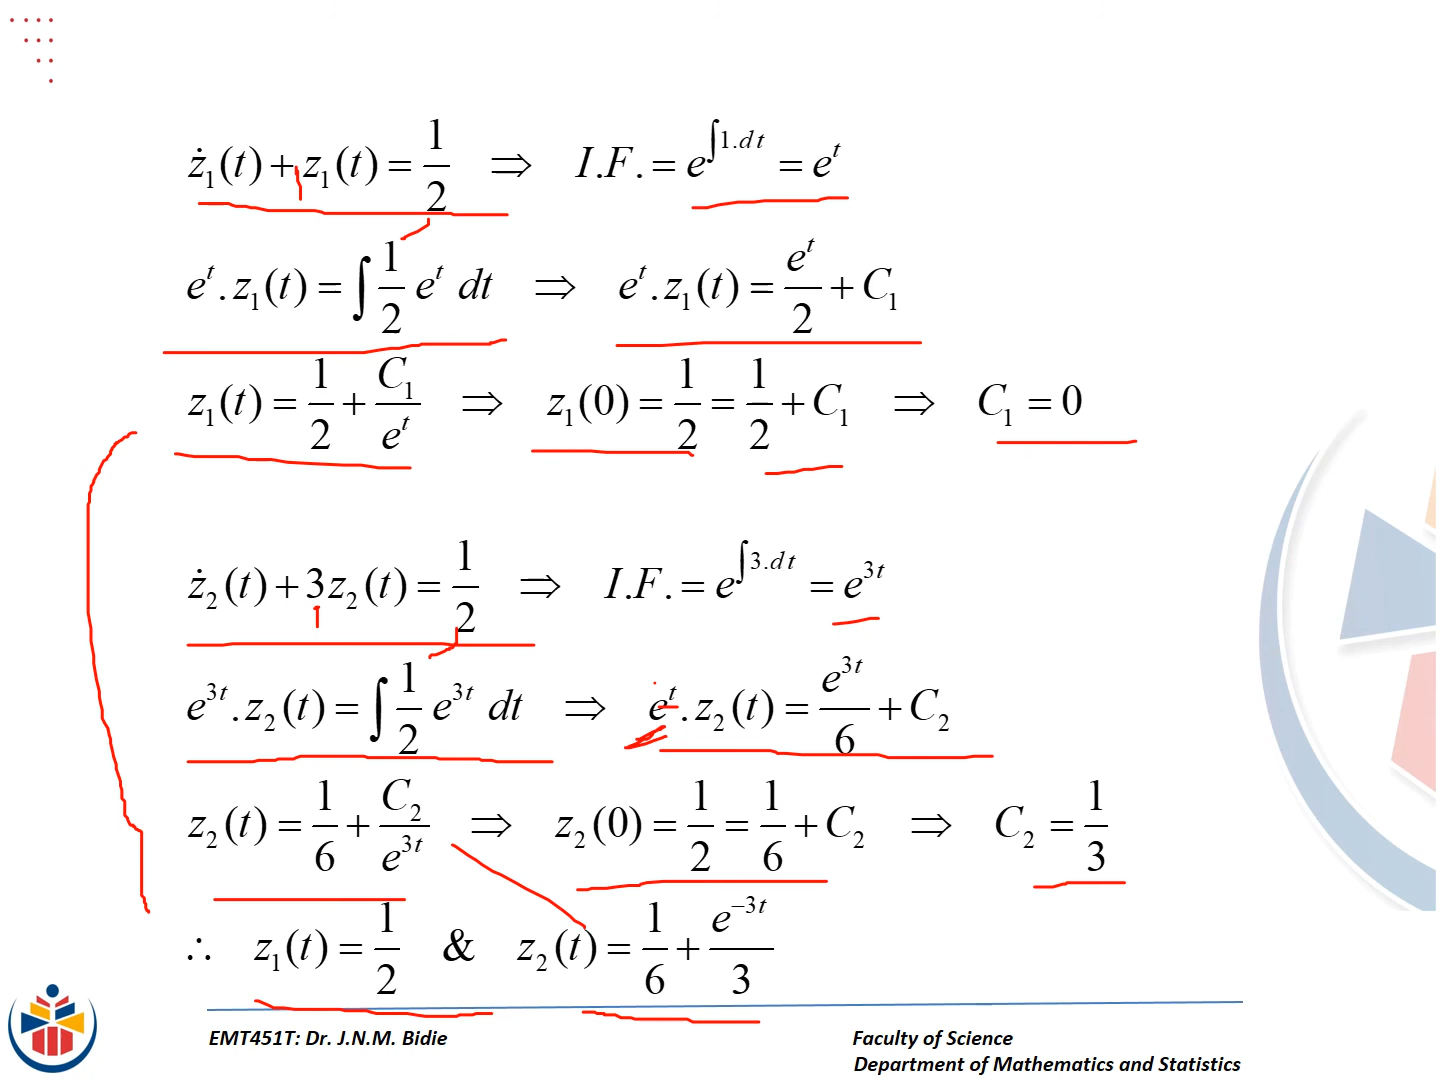 ż₁(t) + z₁(t) = 1/2 ⇒ I.F. = e^{∫1.dt} = e^t
e^t . z₁(t) = ∫ 1/2 e^t dt ⇒ e^t . z₁(t) = e^t/2 + C₁
z₁(t) = 1/2 + C₁/e^t ⇒ z₁(0) = 1/2 = 1/2 + C₁ ⇒ C₁ = 0
ż₂(t) + 3z₂(t) = 1/2 ⇒ I.F. = e^{∫3.dt} = e^{3t}
e^{3t} . z₂(t) = ∫ 1/2 e^{3t} dt ⇒ e^t . z₂(t) = e^{3t}/6 + C₂
z₂(t) = 1/6 + C₂/e^{3t} ⇒ z₂(0) = 1/2 = 1/6 + C₂ ⇒ C₂ = 1/3
∴ z₁(t) = 1/2 & z₂(t) = 1/6 + e^{-3t}/3
EMT451T: Dr. J.N.M. Bidie
Faculty of Science
Department of Mathematics and Statistics